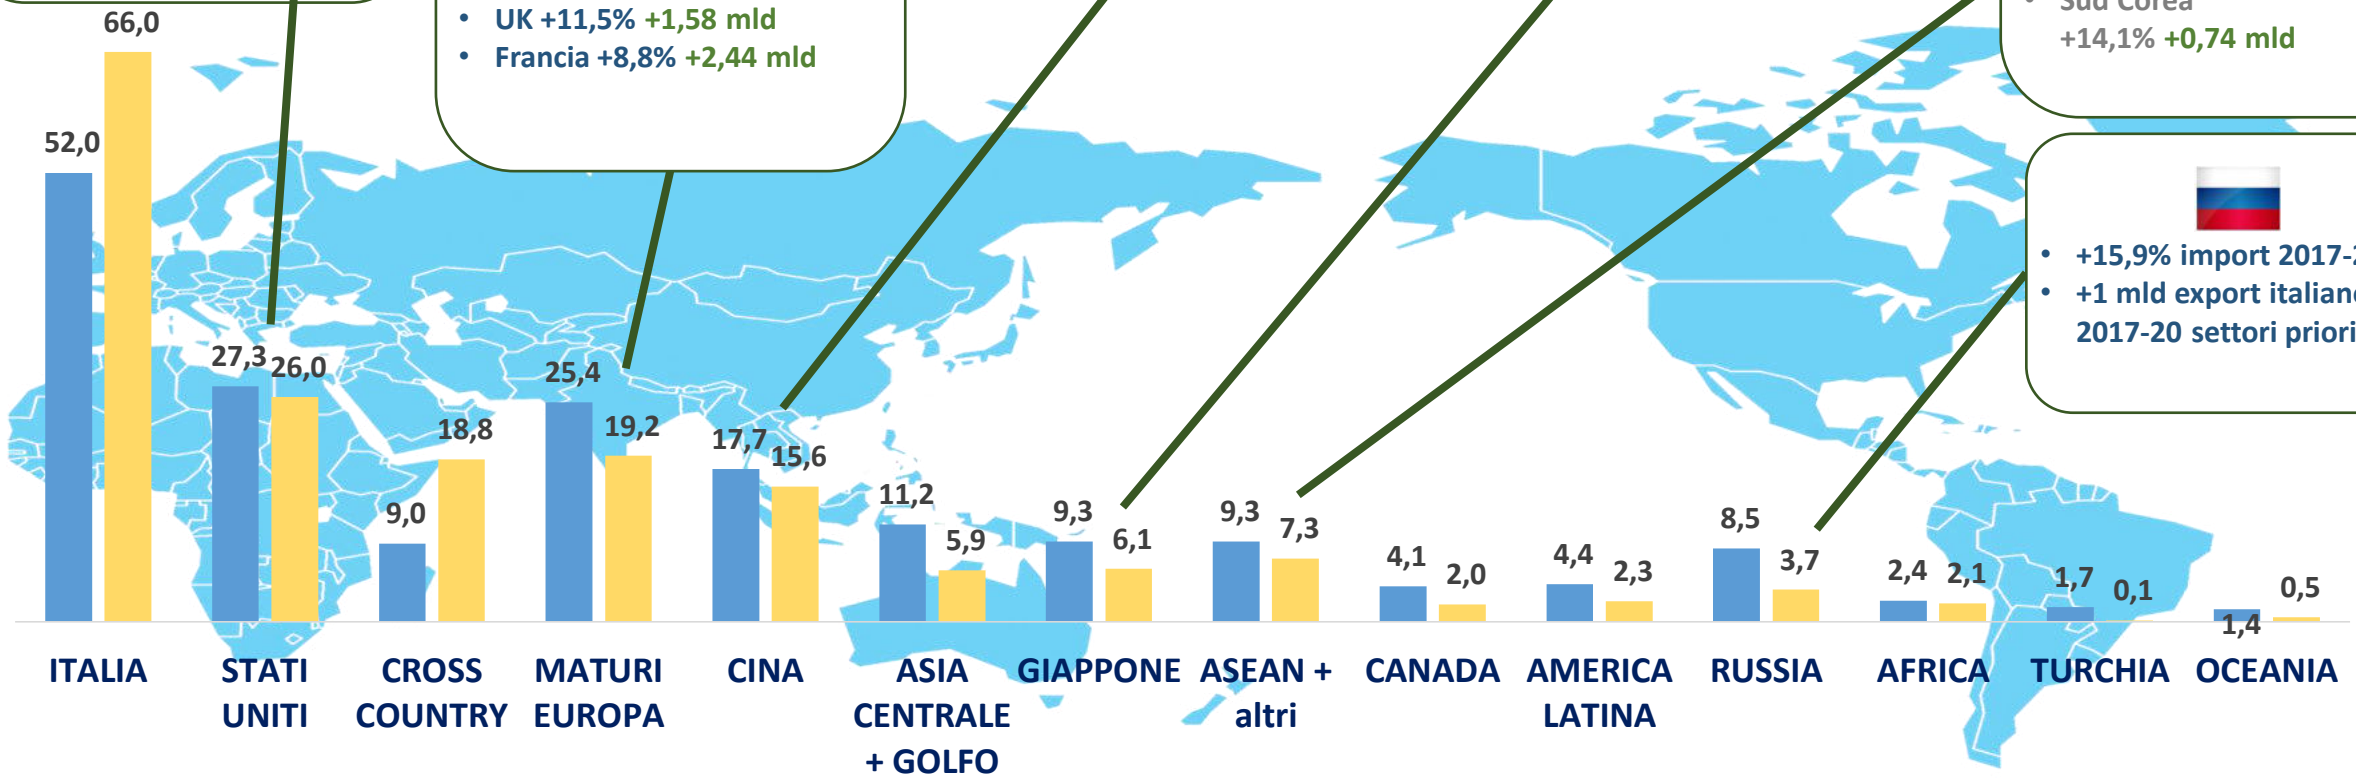 • UK +11,5% +1,58 mld
• Francia +8,8% +2,44 mld
• Sud Corea
+14,1% +0,74 mld
• +15,9% import 2017-2
• +1 mld export italian
2017-20 settori priori
66,0
52,0
27,3 26,0
9,0 18,8
25,4 19,2
17,7 15,6
11,2 5,9
9,3 6,1
9,3 7,3
4,1 2,0
4,4 2,3
8,5 3,7
2,4 2,1
1,7 0,1
1,4 0,5
ITALIA
STATI
UNITI
CROSS
COUNTRY
MATURI
EUROPA
CINA
ASIA
CENTRALE
+ GOLFO
GIAPPONE
ASEAN +
altri
CANADA
AMERICA
LATINA
RUSSIA
AFRICA
TURCHIA
OCEANIA